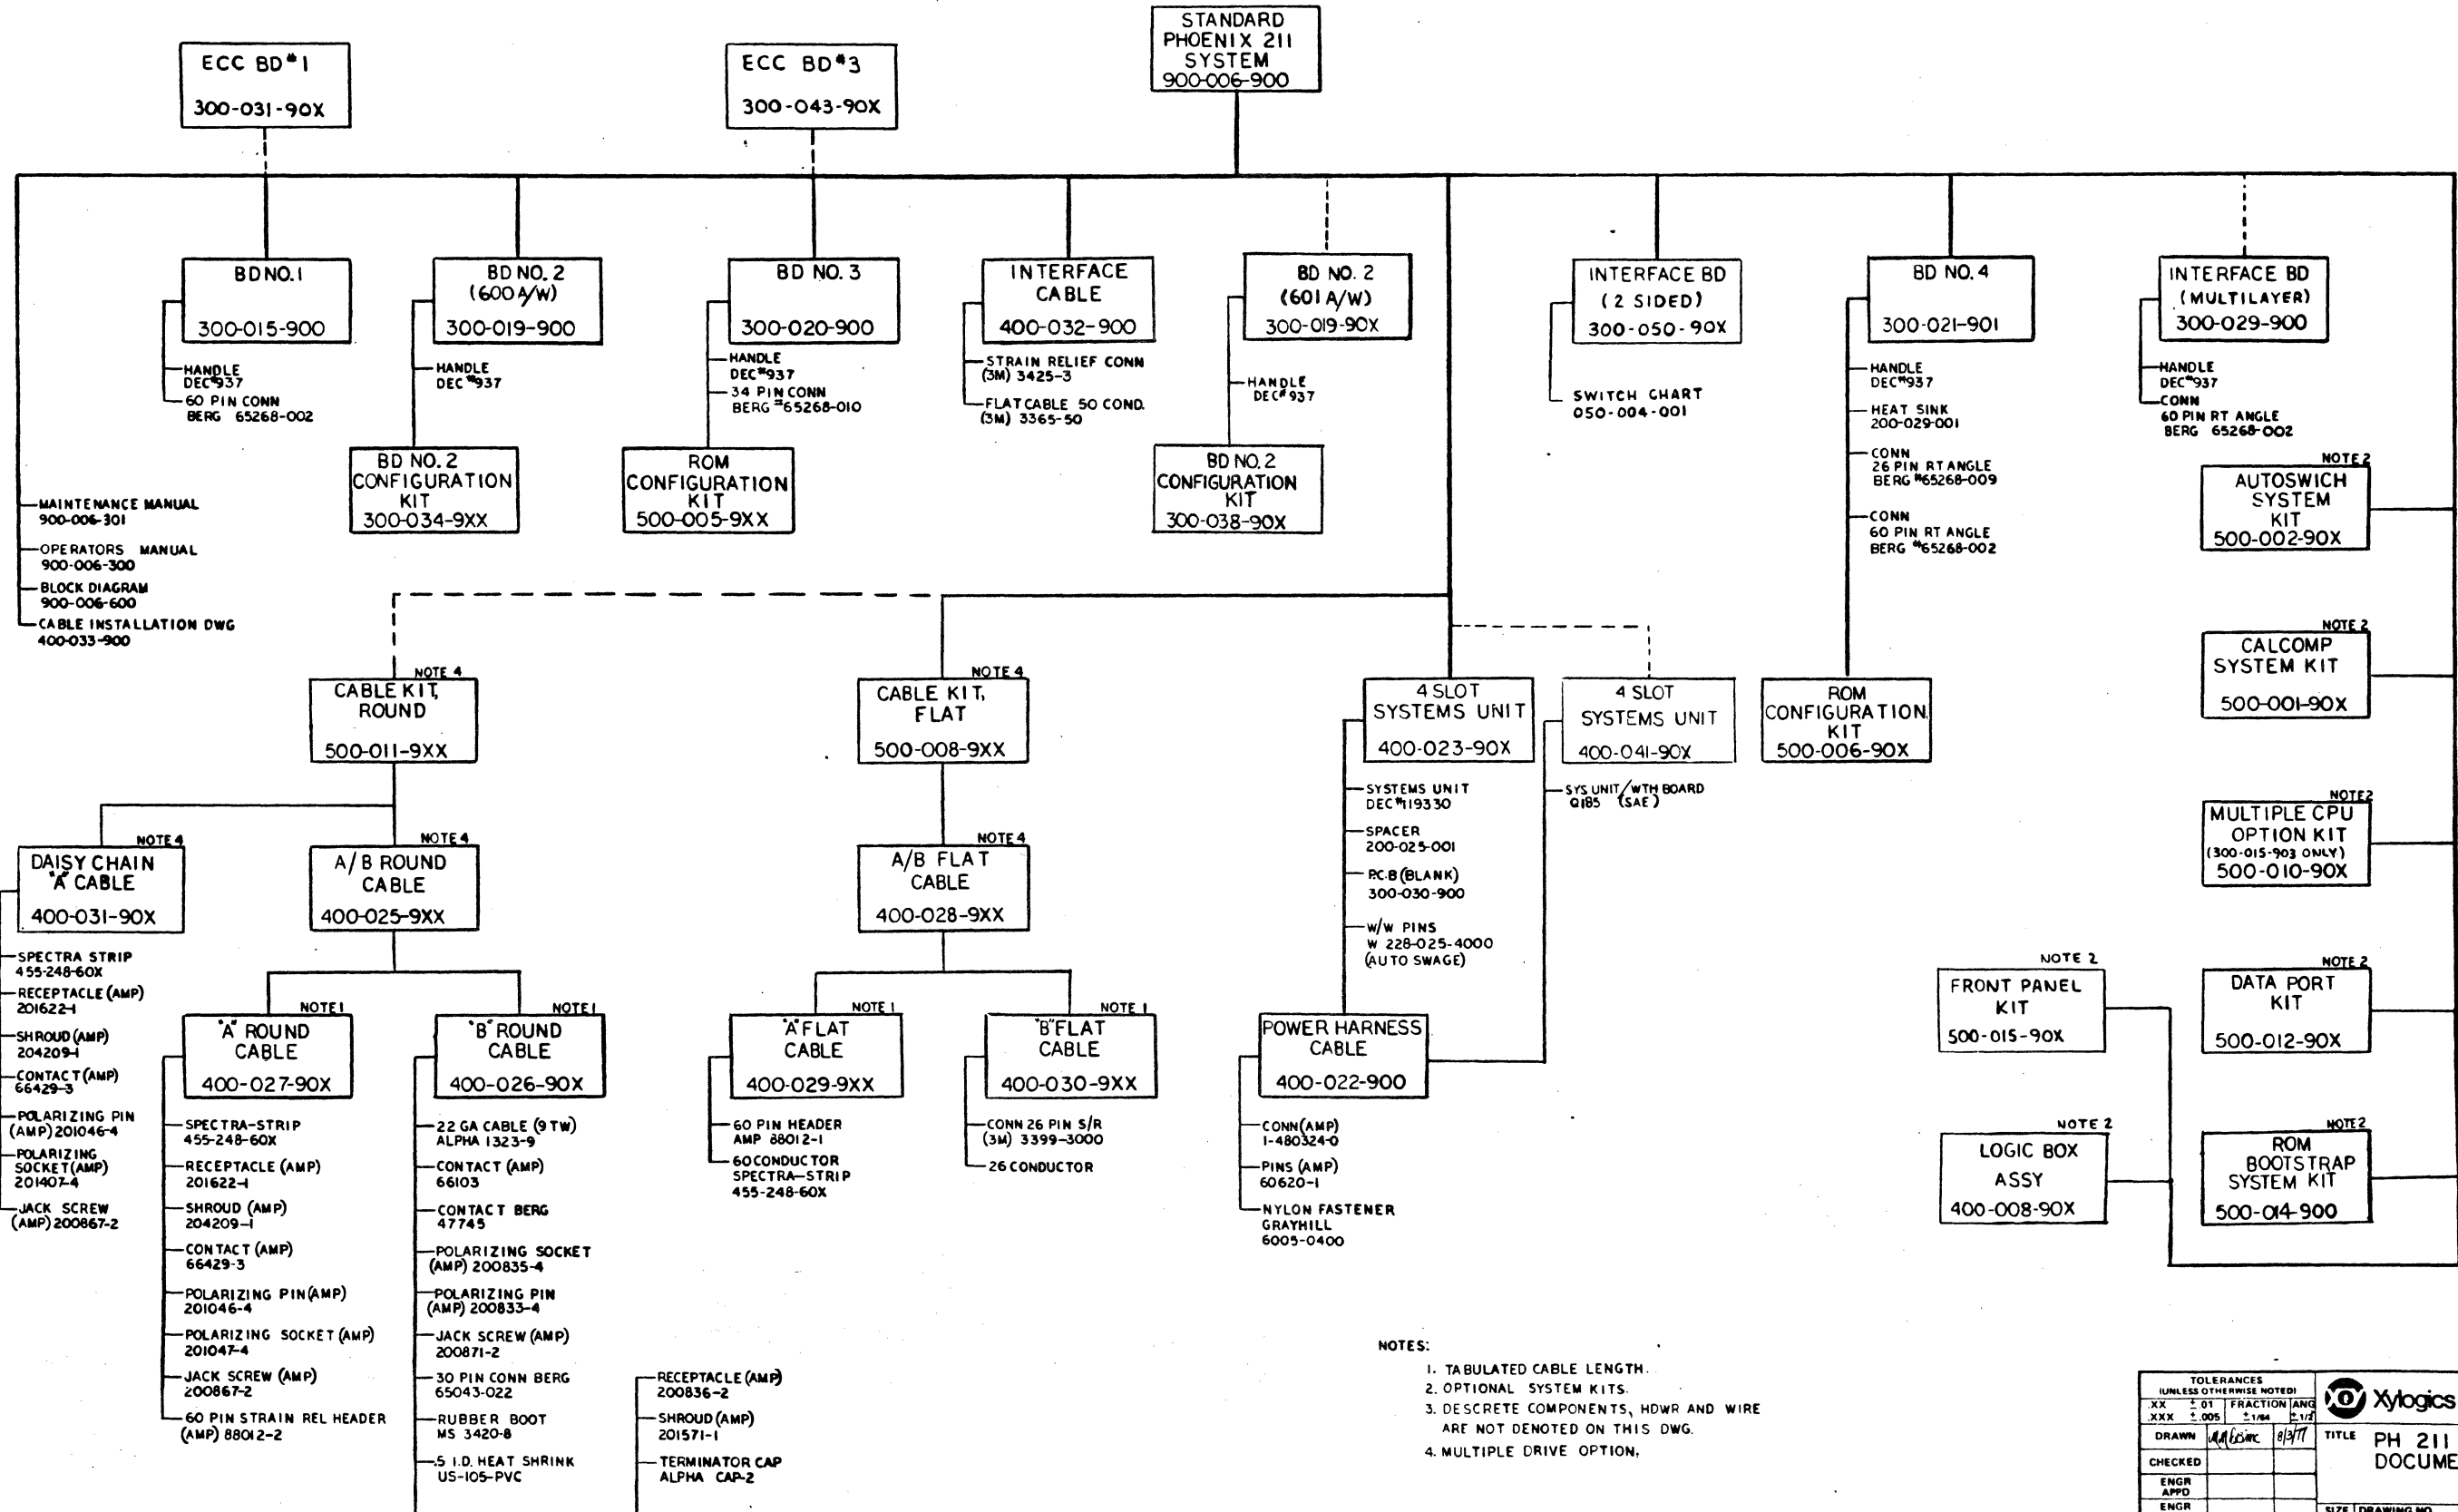 STANDARD
PHOENIX 211
SYSTEM
900-006-900
ECC BD#1
300-031-90X
ECC BD#3
300-043-90X
BD NO. 1
300-015-900
HANDLE
DEC#937
60 PIN CONN
BERG 65268-002
BD NO. 2
(600 A/W)
300-019-900
HANDLE
DEC#937
BD NO. 2
CONFIGURATION
KIT
300-034-9XX
BD NO. 3
300-020-900
HANDLE
DEC#937
34 PIN CONN
BERG #65268-010
ROM
CONFIGURATION
KIT
500-005-9XX
INTERFACE
CABLE
400-032-900
STRAIN RELIEF CONN
(3M) 3425-3
FLAT CABLE 50 COND.
(3M) 3365-50
BD NO. 2
(601 A/W)
300-019-90X
HANDLE
DEC#937
BD NO. 2
CONFIGURATION
KIT
300-038-90X
INTERFACE BD
(2 SIDED)
300-050-90X
SWITCH CHART
050-004-001
BD NO. 4
300-021-901
HANDLE
DEC#937
HEAT SINK
200-029-001
CONN
26 PIN RT ANGLE
BERG #65268-009
CONN
60 PIN RT ANGLE
BERG #65268-002
INTERFACE BD
(MULTILAYER)
300-029-900
HANDLE
DEC#937
CONN
60 PIN RT ANGLE
BERG 65268-002
MAINTENANCE MANUAL
900-006-301
OPERATORS MANUAL
900-006-300
BLOCK DIAGRAM
900-006-600
CABLE INSTALLATION DWG
400-033-900
NOTE 2
AUTOSWICH
SYSTEM
KIT
500-002-90X
NOTE 2
CALCOMP
SYSTEM KIT
500-001-90X
NOTE 2
MULTIPLE CPU
OPTION KIT
(300-015-903 ONLY)
500-010-90X
NOTE 2
DATA PORT
KIT
500-012-90X
NOTE 2
ROM
BOOTSTRAP
SYSTEM KIT
500-014-900
NOTE 2
FRONT PANEL
KIT
500-015-90X
NOTE 2
LOGIC BOX
ASSY
400-008-90X
NOTE 4
CABLE KIT,
ROUND
500-011-9XX
NOTE 4
CABLE KIT,
FLAT
500-008-9XX
4 SLOT
SYSTEMS UNIT
400-023-90X
SYSTEMS UNIT
DEC#119330
SPACER
200-025-001
P.C.B (BLANK)
300-030-900
W/W PINS
W 228-025-4000
(AUTO SWAGE)
4 SLOT
SYSTEMS UNIT
400-041-90X
SYS UNIT/WTH BOARD
Q185 (SAE)
ROM
CONFIGURATION
KIT
500-006-90X
NOTE 4
DAISY CHAIN
"A" CABLE
400-031-90X
SPECTRA STRIP
455-248-60X
RECEPTACLE (AMP)
201622-1
SHROUD (AMP)
204209-1
CONTACT (AMP)
66429-3
POLARIZING PIN
(AMP) 201046-4
POLARIZING
SOCKET (AMP)
201407-4
JACK SCREW
(AMP) 200867-2
NOTE 4
A/B ROUND
CABLE
400-025-9XX
NOTE 4
A/B FLAT
CABLE
400-028-9XX
NOTE 1
"A" ROUND
CABLE
400-027-90X
SPECTRA-STRIP
455-248-60X
RECEPTACLE (AMP)
201622-1
SHROUD (AMP)
204209-1
CONTACT (AMP)
66429-3
POLARIZING PIN (AMP)
201046-4
POLARIZING SOCKET (AMP)
201047-4
JACK SCREW (AMP)
200867-2
60 PIN STRAIN REL HEADER
(AMP) 88012-2
NOTE 1
"B" ROUND
CABLE
400-026-90X
22 GA CABLE (9 TW)
ALPHA 1323-9
CONTACT (AMP)
66103
CONTACT BERG
47745
POLARIZING SOCKET
(AMP) 200835-4
POLARIZING PIN
(AMP) 200833-4
JACK SCREW (AMP)
200871-2
30 PIN CONN BERG
65043-022
RUBBER BOOT
MS 3420-8
.5 I.D. HEAT SHRINK
US-105-PVC
RECEPTACLE (AMP)
200836-2
SHROUD (AMP)
201571-1
TERMINATOR CAP
ALPHA CAP-2
NOTE 1
"A" FLAT
CABLE
400-029-9XX
60 PIN HEADER
AMP 88012-1
60 CONDUCTOR
SPECTRA-STRIP
455-248-60X
NOTE 1
"B" FLAT
CABLE
400-030-9XX
CONN 26 PIN S/R
(3M) 3399-3000
26 CONDUCTOR
POWER HARNESS
CABLE
400-022-900
CONN (AMP)
1-480324-0
PINS (AMP)
60620-1
NYLON FASTENER
GRAYHILL
6005-0400
NOTES:
1. TABULATED CABLE LENGTH.
2. OPTIONAL SYSTEM KITS.
3. DESCRETE COMPONENTS, HDWR AND WIRE
ARE NOT DENOTED ON THIS DWG.
4. MULTIPLE DRIVE OPTION,
TOLERANCES
(UNLESS OTHERWISE NOTED)
.XX ±.01 FRACTION ANG
.XXX ±.005 ±1/64 ±1/2
Xylogics
DRAWN 8/3/77
TITLE PH 211
DOCUME
CHECKED
ENGR
APPD
ENGR
SIZE DRAWING NO